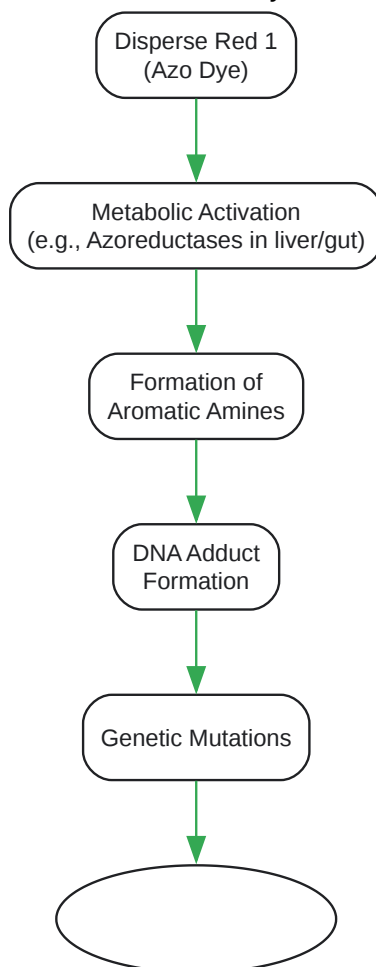 Disperse Red 1
(Azo Dye)
Metabolic Activation
(e.g., Azoreductases in liver/gut)
Formation of
Aromatic Amines
DNA Adduct
Formation
Genetic Mutations